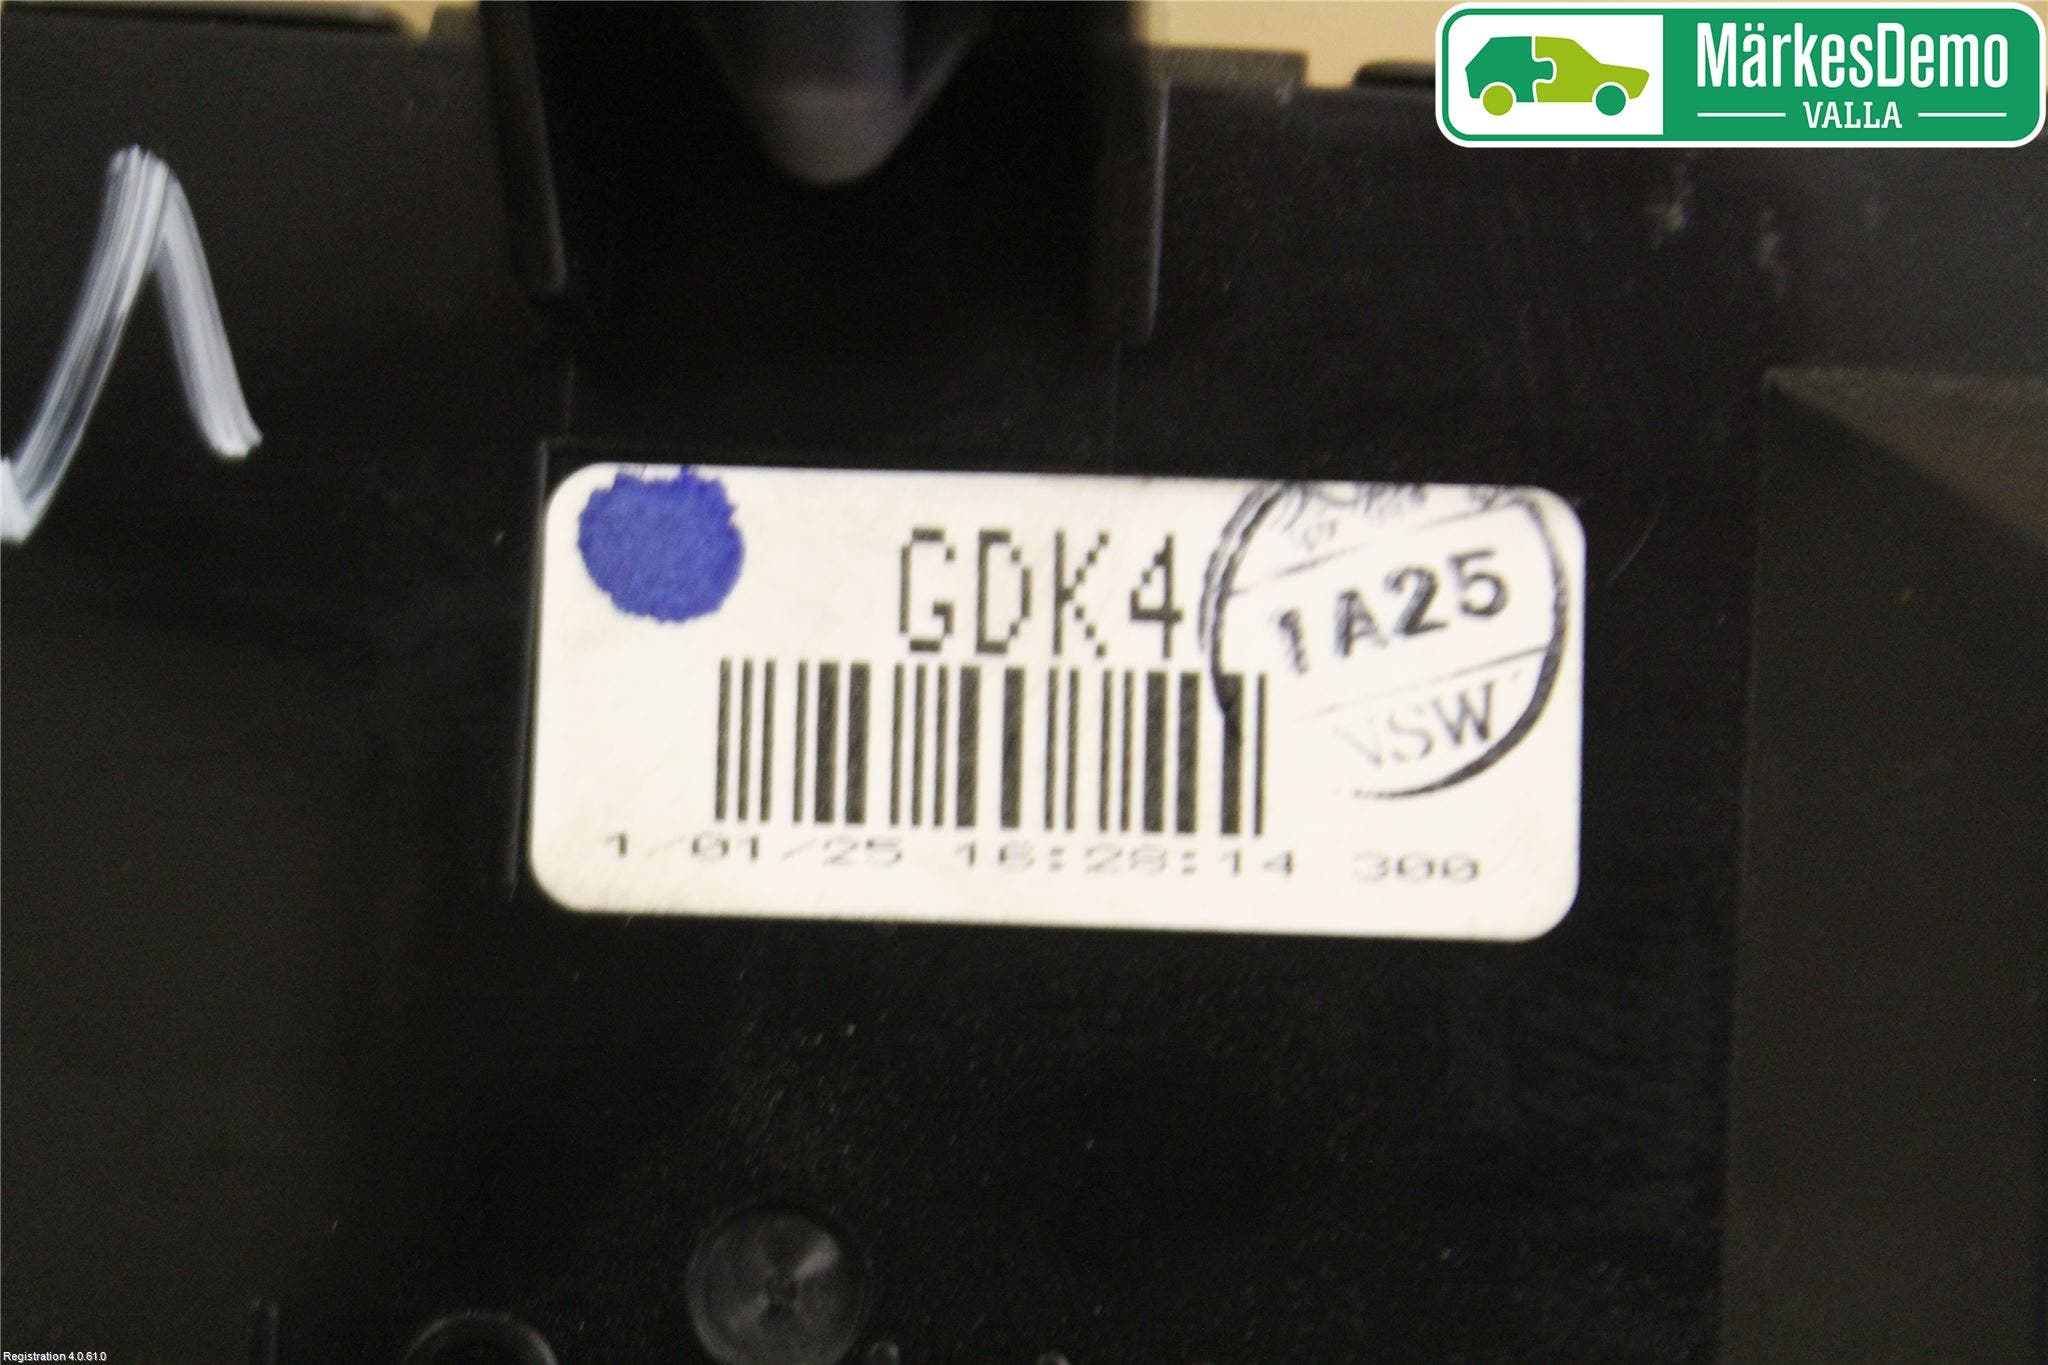 MärkesDemo
VALLA
GDK4
1A25
VSW
1/01/25 16:28:14 300
Registration 4.0.61.0